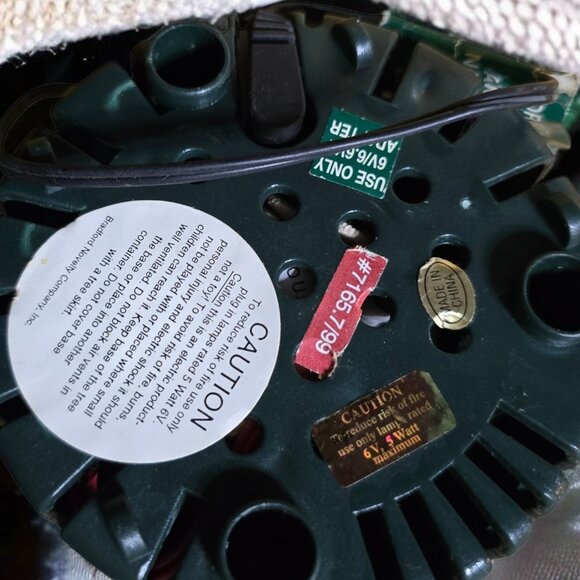 CAUTION
To reduce risk of fire use only
plug in lamps rated 5 Watt 6V.
Caution this is an electric product-
not a toy! To avoid risk of fire burns,
personal injury and electric shock it should
not be played with or placed where small
children can reach it. Keep base of the tree
well ventilated. Do not block air vents in
the base or place into another
container. Do not cover base
with a tree skirt.
Bradford Novelty Company, Inc.
USE ONLY
ADAPTER
#7165.7/99
MADE IN
CHINA
CAUTION:
To reduce risk of fire
use only lamps rated
6 V, 5 Watt
maximum